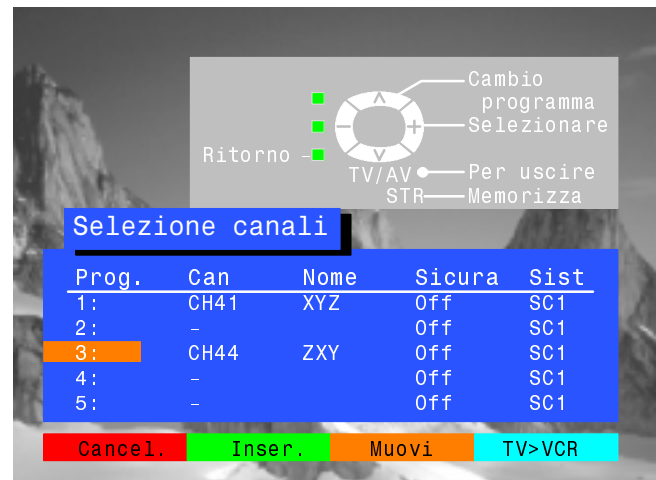 Cambio
programma
Selezionare
Ritorno
TV/AV Per uscire
STR Memorizza
Selezione canali
Prog. Can Nome Sicura Sist
1: CH41 XYZ Off SC1
2: - Off SC1
3: CH44 ZXY Off SC1
4: - Off SC1
5: - Off SC1
Cancel. Inser. Muovi TV>VCR